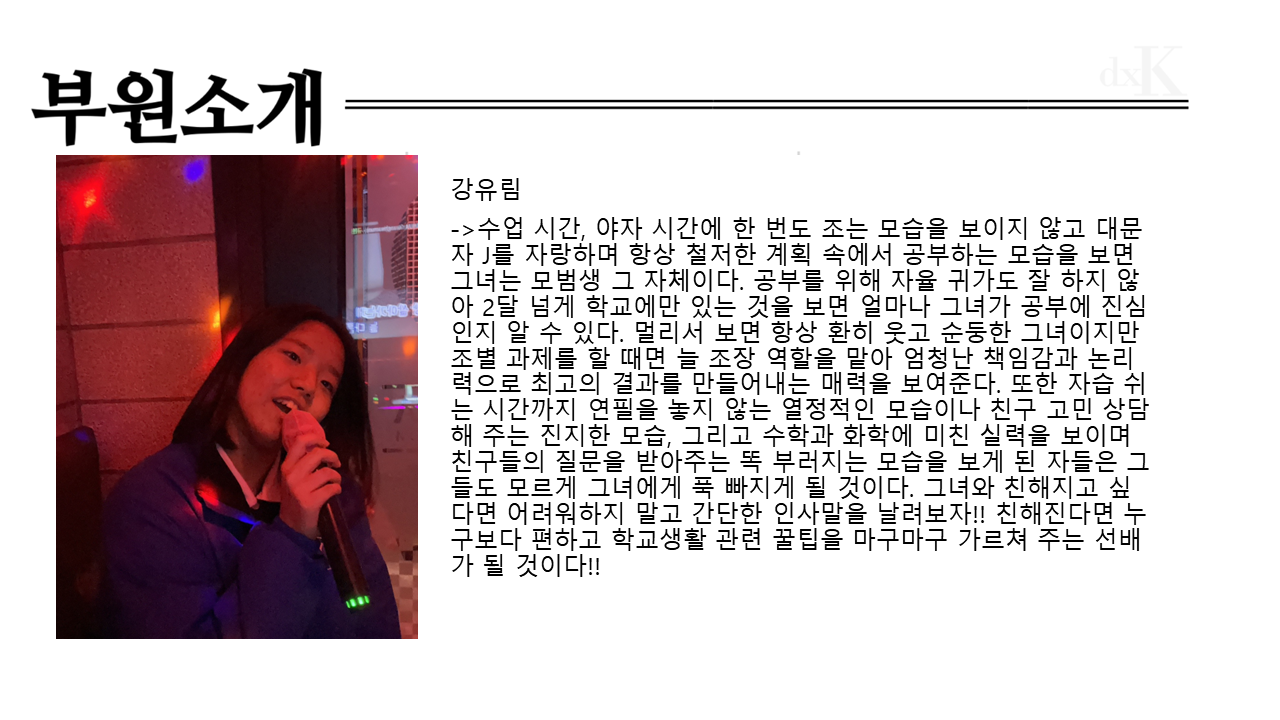 부원소개
dxK
강유림
->수업 시간, 야자 시간에 한 번도 조는 모습을 보이지 않고 대문
자 J를 자랑하며 항상 철저한 계획 속에서 공부하는 모습을 보면
그녀는 모범생 그 자체이다. 공부를 위해 자율 귀가도 잘 하지 않
아 2달 넘게 학교에만 있는 것을 보면 얼마나 그녀가 공부에 진심
인지 알 수 있다. 멀리서 보면 항상 환히 웃고 순둥한 그녀이지만
조별 과제를 할 때면 늘 조장 역할을 맡아 엄청난 책임감과 논리
력으로 최고의 결과를 만들어내는 매력을 보여준다. 또한 자습 쉬
는 시간까지 연필을 놓지 않는 열정적인 모습이나 친구 고민 상담
해 주는 진지한 모습, 그리고 수학과 화학에 미친 실력을 보이며
친구들의 질문을 받아주는 똑 부러지는 모습을 보게 된 자들은 그
들도 모르게 그녀에게 푹 빠지게 될 것이다. 그녀와 친해지고 싶
다면 어려워하지 말고 간단한 인사말을 날려보자!! 친해진다면 누
구보다 편하고 학교생활 관련 꿀팁을 마구마구 가르쳐 주는 선배
가 될 것이다!!